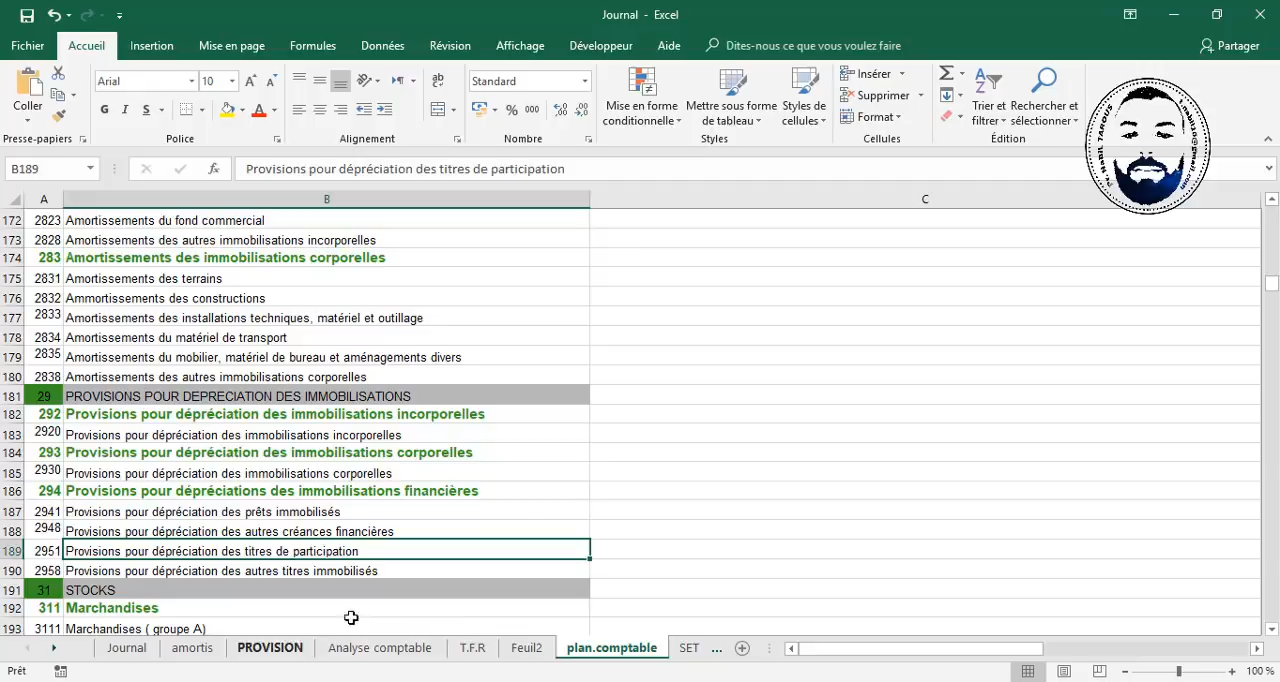 Journal - Excel
Fichier Accueil Insertion Mise en page Formules Données Révision Affichage Développeur Aide Dites-nous ce que vous voulez faire Partager
Coller
Arial 10
G I S
Standard
% 000
Mise en forme conditionnelle
Mettre sous forme de tableau
Styles de cellules
Insérer
Supprimer
Format
Trier et filtrer
Rechercher et sélectionner
Presse-papiers Police Alignement Nombre Styles Cellules Édition
Pr. NABIL TAFOUS
B189 fx Provisions pour dépréciation des titres de participation
A B C
172 2823 Amortissements du fond commercial
173 2828 Amortissements des autres immobilisations incorporelles
174 283 Amortissements des immobilisations corporelles
175 2831 Amortissements des terrains
176 2832 Ammortissements des constructions
177 2833 Amortissements des installations techniques, matériel et outillage
178 2834 Amortissements du matériel de transport
179 2835 Amortissements du mobilier, matériel de bureau et aménagements divers
180 2838 Amortissements des autres immobilisations corporelles
181 29 PROVISIONS POUR DEPRECIATION DES IMMOBILISATIONS
182 292 Provisions pour dépréciation des immobilisations incorporelles
183 2920 Provisions pour dépréciation des immobilisations incorporelles
184 293 Provisions pour dépréciation des immobilisations corporelles
185 2930 Provisions pour dépréciation des immobilisations corporelles
186 294 Provisions pour dépréciations des immobilisations financières
187 2941 Provisions pour dépréciation des prêts immobilisés
188 2948 Provisions pour dépréciation des autres créances financières
189 2951 Provisions pour dépréciation des titres de participation
190 2958 Provisions pour dépréciation des autres titres immobilisés
191 31 STOCKS
192 311 Marchandises
193 3111 Marchandises ( groupe A)
Journal amortis PROVISION Analyse comptable T.F.R Feuil2 plan.comptable SET ...
Prêt 100 %